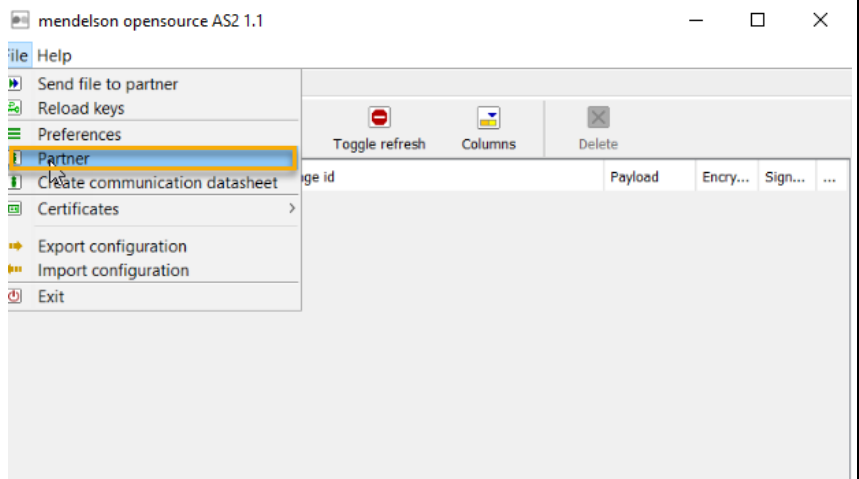 mendelson opensource AS2 1.1
File Help
Send file to partner
Reload keys
Preferences
Partner
Create communication datasheet
Certificates
Export configuration
Import configuration
Exit
Toggle refresh Columns Delete
ge id Payload Encry... Sign... ...